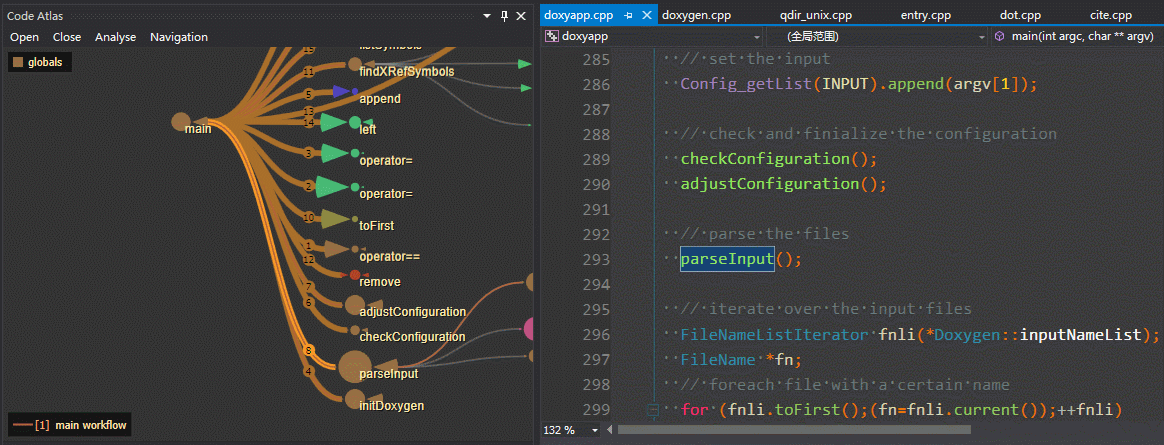 Code Atlas
Open Close Analyse Navigation
globals
findXRefSymbols
11
append
5
13
main
14
left
3
operator=
2
operator=
10
toFirst
1
operator==
12
remove
7
adjustConfiguration
6
checkConfiguration
8
parseInput
4
initDoxygen
[1] main workflow
doxyapp.cpp doxygen.cpp qdir_unix.cpp entry.cpp dot.cpp cite.cpp
doxyapp (全局范围) main(int argc, char ** argv)
285 // set the input
286 Config_getList(INPUT).append(argv[1]);
287
288 // check and finialize the configuration
289 checkConfiguration();
290 adjustConfiguration();
291
292 // parse the files
293 parseInput();
294
295 // iterate over the input files
296 FileNameListIterator fnli(*Doxygen::inputNameList);
297 FileName *fn;
298 // foreach file with a certain name
299 for (fnli.toFirst();(fn=fnli.current());++fnli)
132 %